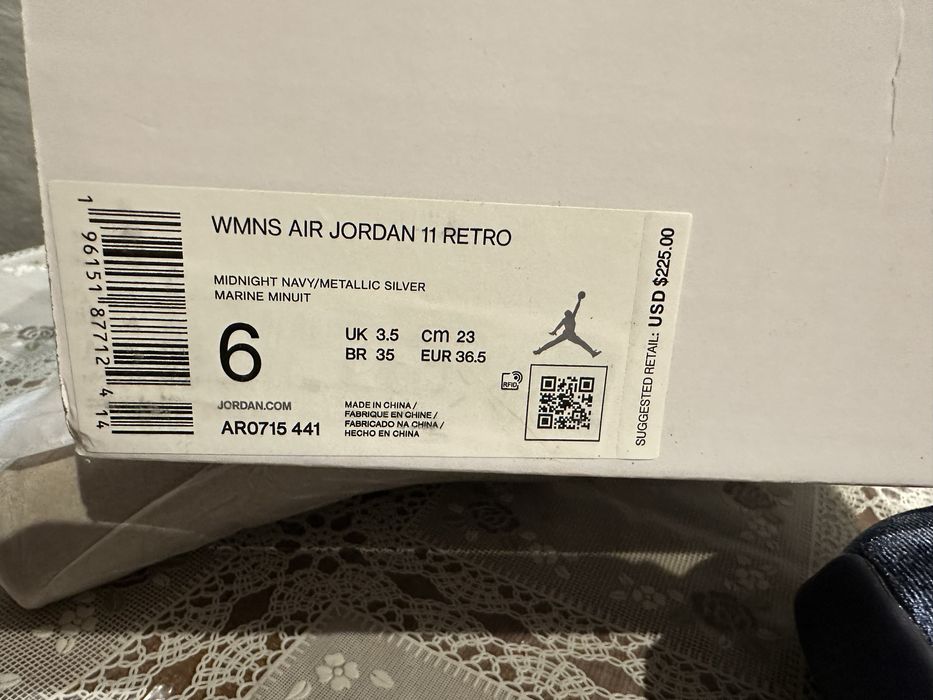 WMNS AIR JORDAN 11 RETRO
MIDNIGHT NAVY/METALLIC SILVER
MARINE MINUIT
6
UK 3.5 cm 23
BR 35 EUR 36.5
RFID
JORDAN.COM
AR0715 441
MADE IN CHINA /
FABRIQUE EN CHINE /
FABRICADO NA CHINA /
HECHO EN CHINA
SUGGESTED RETAIL: USD $225.00
1 96151 87712 4 14